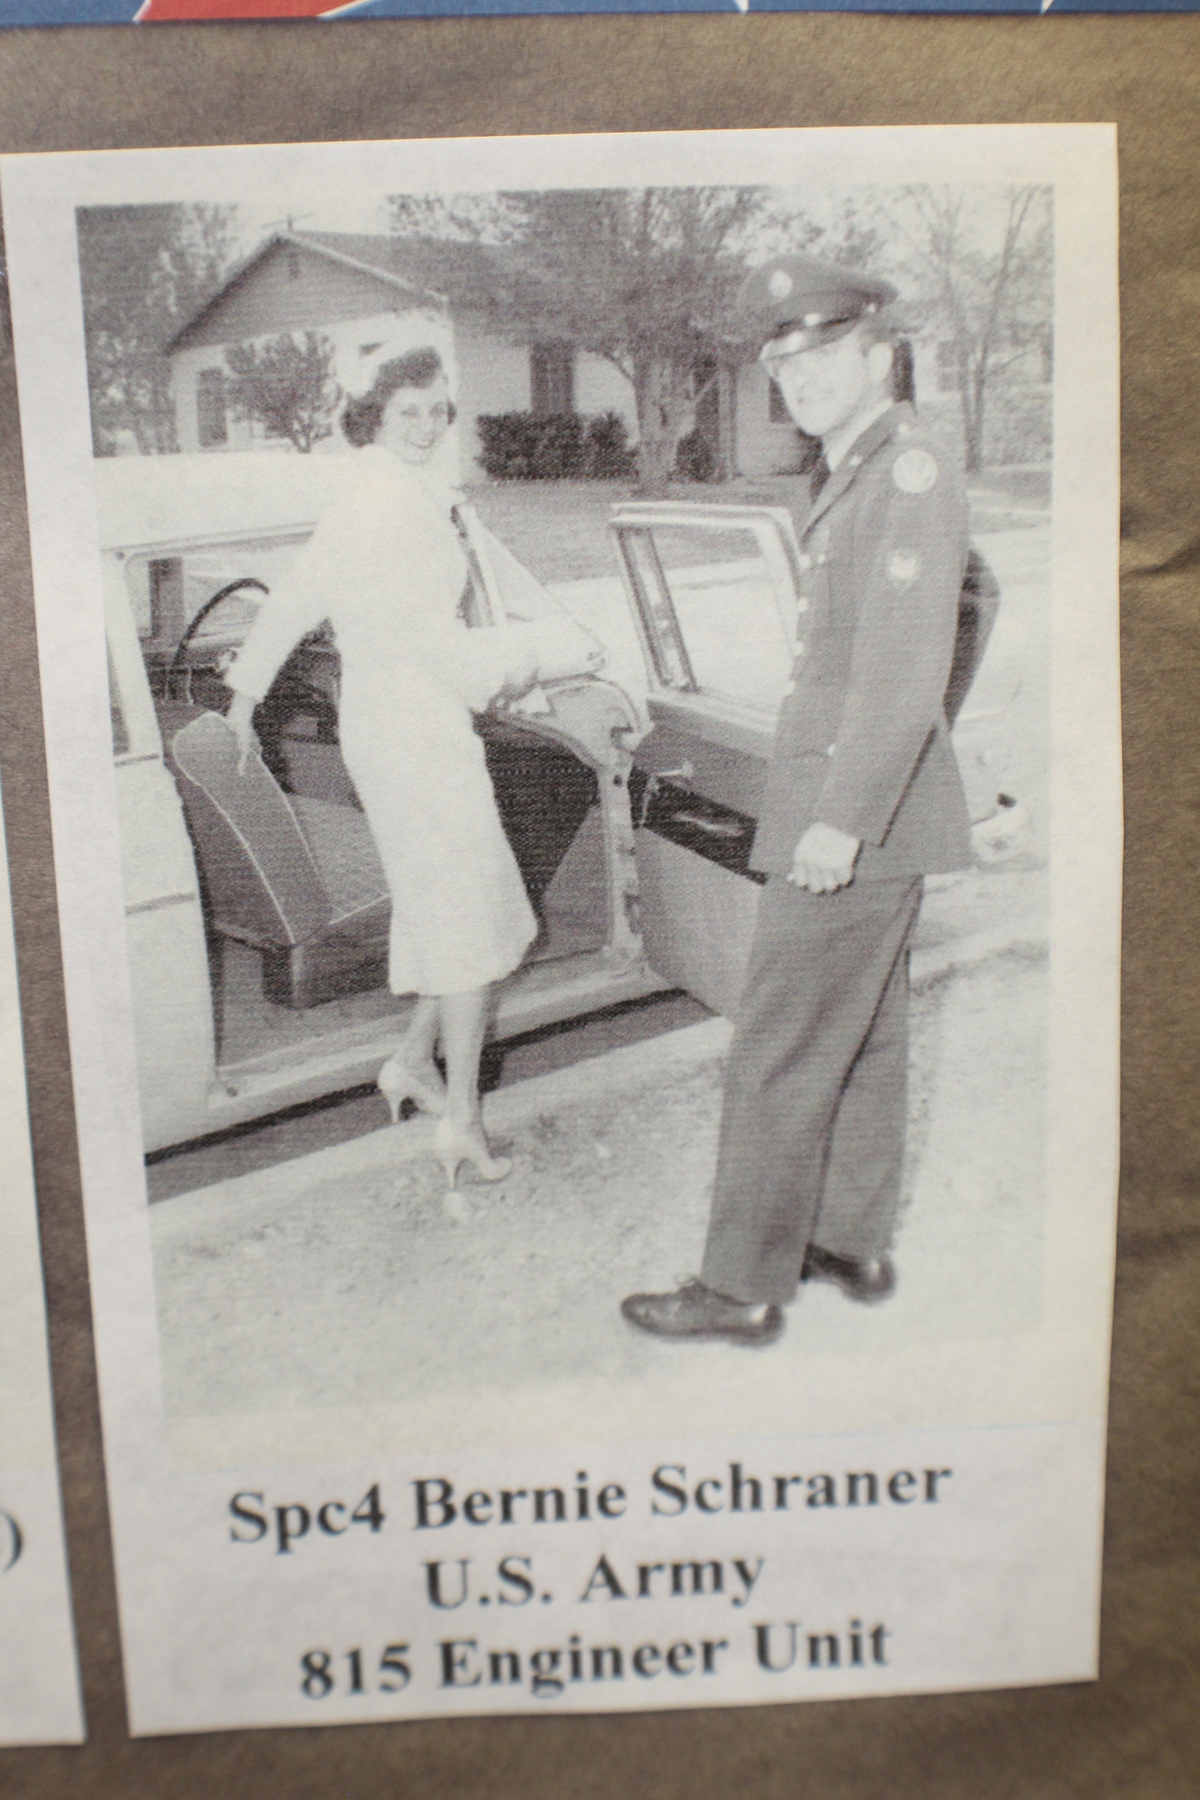 Spc4 Bernie Schraner
U.S. Army
815 Engineer Unit
)